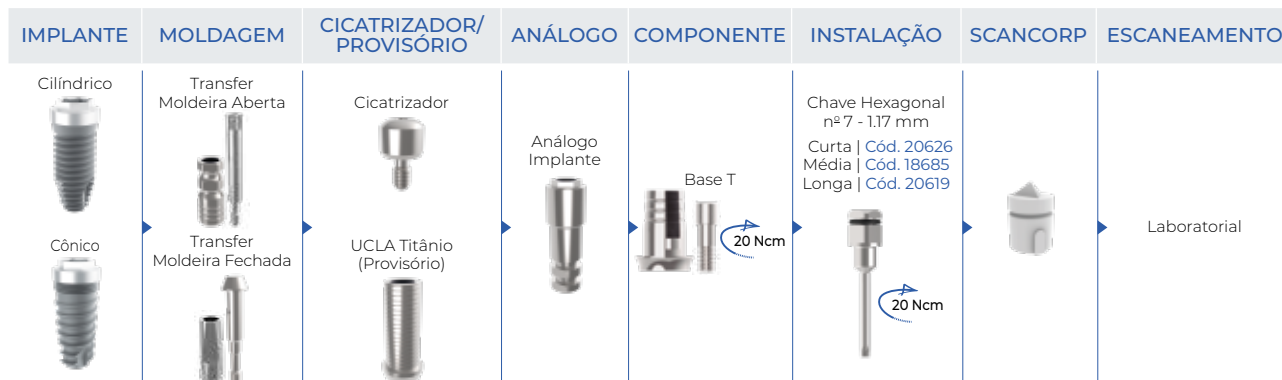 IMPLANTE
MOLDAGEM
CICATRIZADOR/
PROVISÓRIO
ANÁLOGO
COMPONENTE
INSTALAÇÃO
SCANCORP
ESCANEAMENTO
Cilíndrico
Cônico
Transfer
Moldeira Aberta
Transfer
Moldeira Fechada
Cicatrizador
UCLA Titânio
(Provisório)
Análogo
Implante
Base T
20 Ncm
Chave Hexagonal
nº 7 - 1.17 mm
Curta | Cód. 20626
Média | Cód. 18685
Longa | Cód. 20619
20 Ncm
Laboratorial